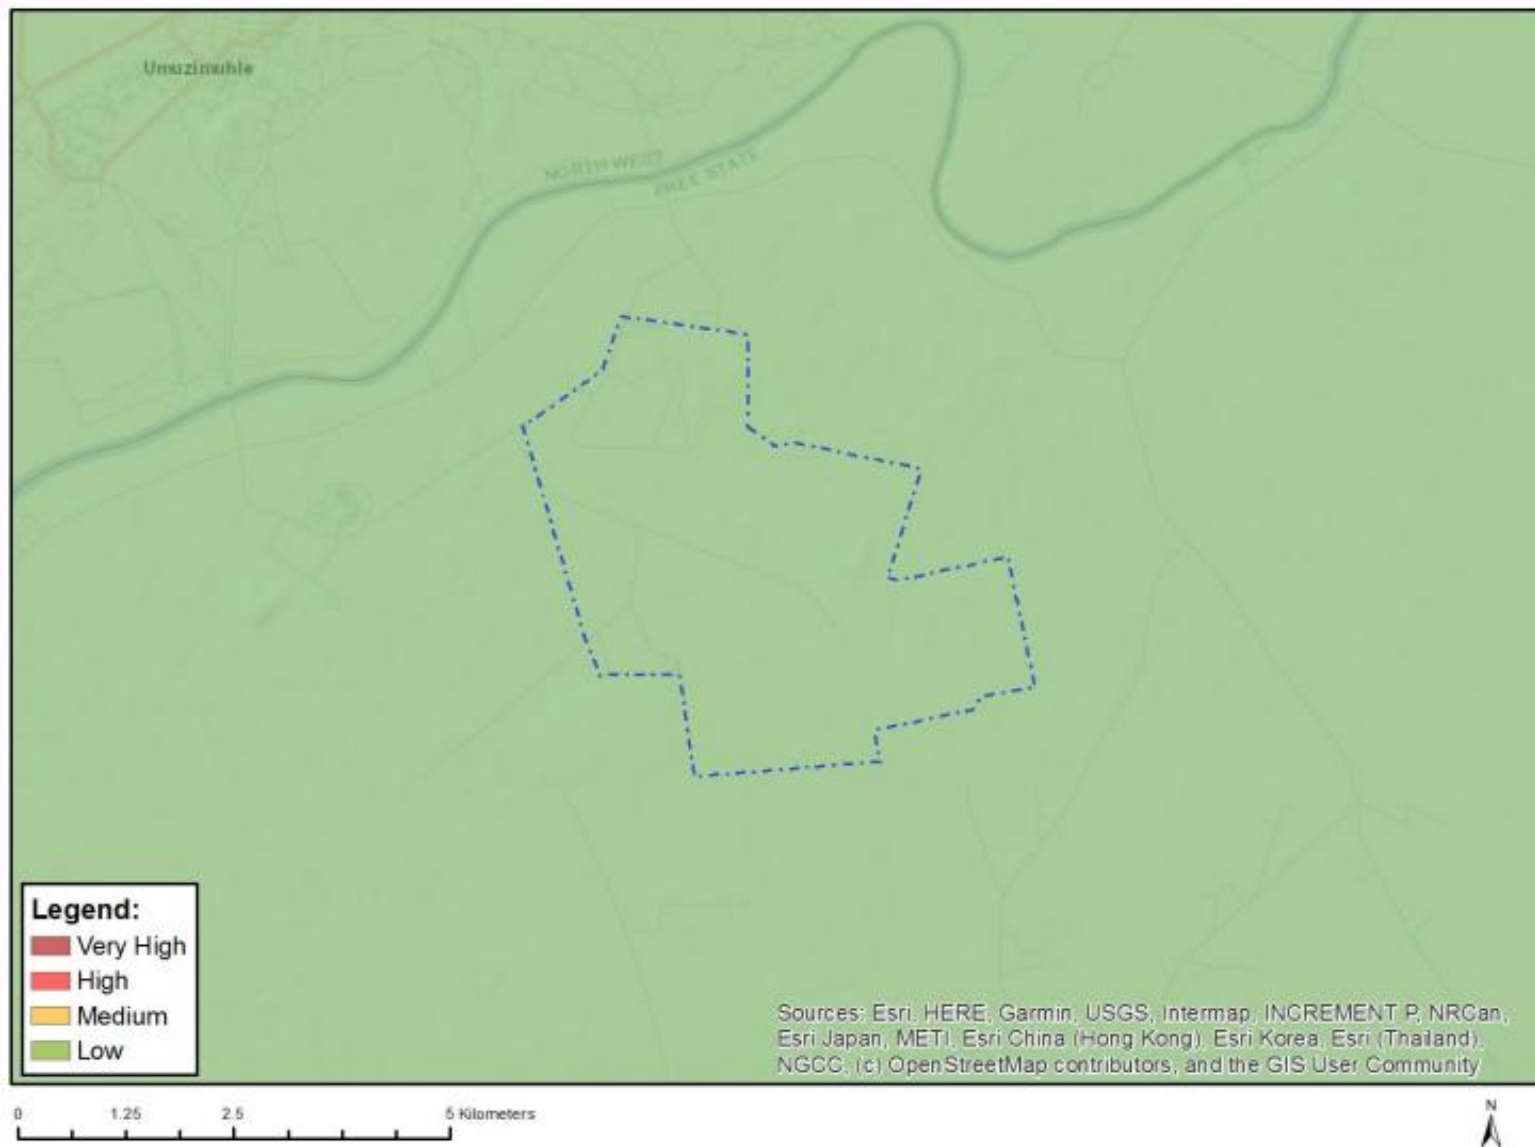 Umuzimuhle
NORTH WEST
FREE STATE
Legend:
Very High
High
Medium
Low
Sources: Esri, HERE, Garmin, USGS, Intermap, INCREMENT P, NRCan,
Esri Japan, METI, Esri China (Hong Kong), Esri Korea, Esri (Thailand),
NGCC, (c) OpenStreetMap contributors, and the GIS User Community
0 1.25 2.5 5 Kilometers
N